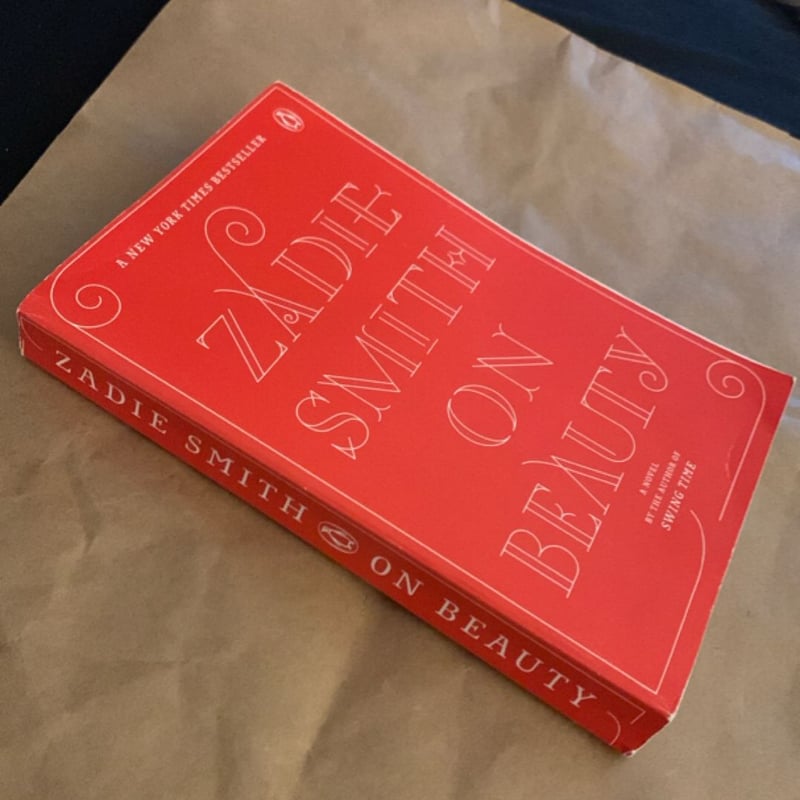 A NEW YORK TIMES BESTSELLER
ZADIE
SMITH
ON
BEAUTY
A NOVEL
BY THE AUTHOR OF
SWING TIME
ZADIE SMITH ON BEAUTY